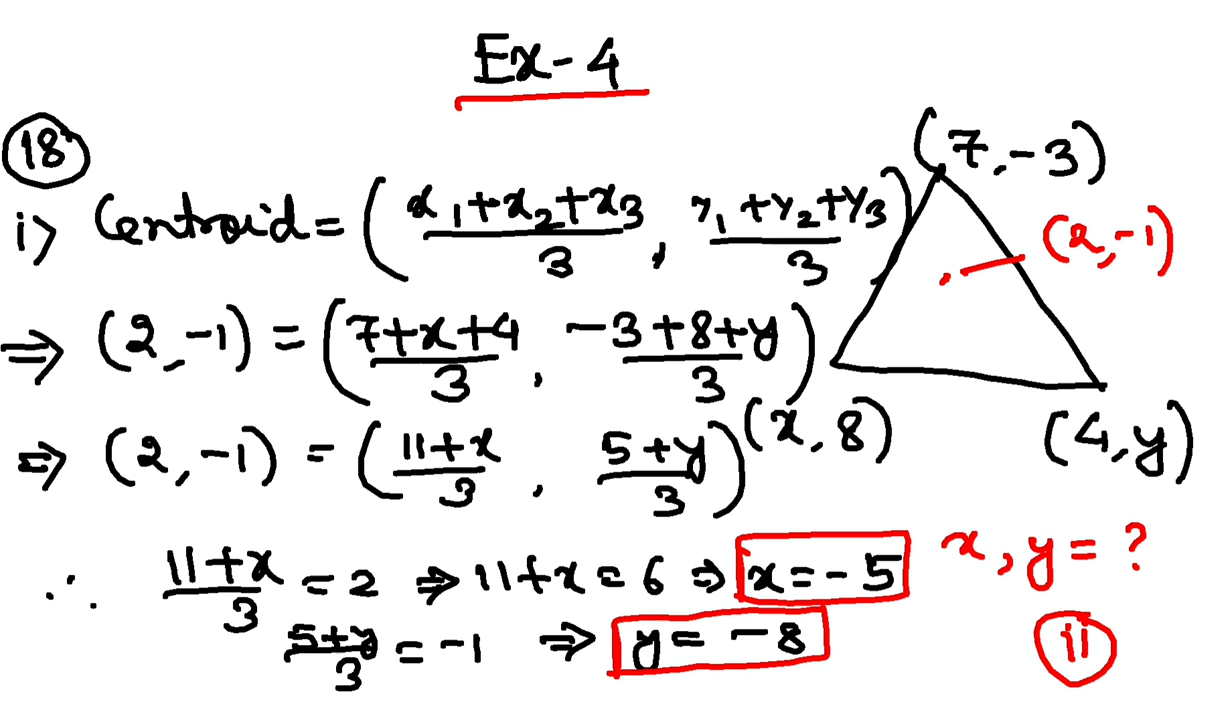 Ex-4
18
(7,-3)
i) Centroid = ( x₁+x₂+x₃/3 , y₁+y₂+y₃/3 )
(2,-1)
⇒ (2,-1) = ( 7+x+4/3 , -3+8+y/3 )
⇒ (2,-1) = ( 11+x/3 , 5+y/3 )
(x,8)
(4,y)
x, y = ?
∴ 11+x/3 = 2 ⇒ 11+x = 6 ⇒ x = -5
5+y/3 = -1 ⇒ y = -8
ii